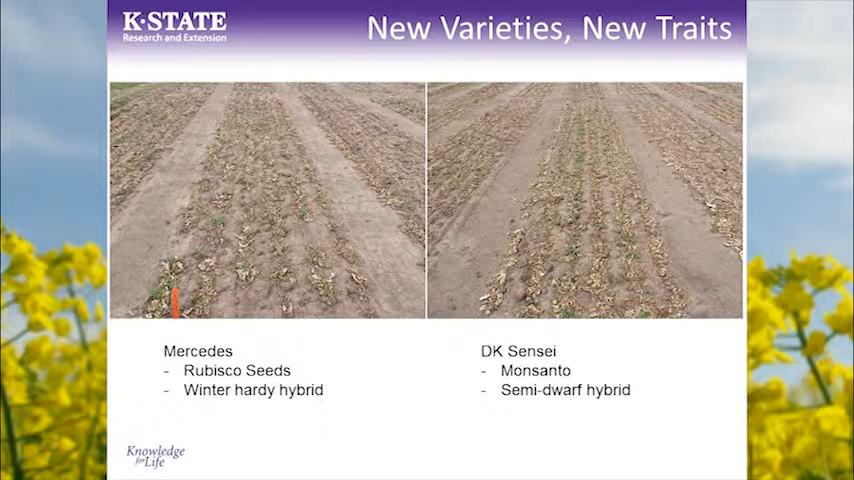 K·STATE
Research and Extension
New Varieties, New Traits
Mercedes
- Rubisco Seeds
- Winter hardy hybrid
DK Sensei
- Monsanto
- Semi-dwarf hybrid
Knowledge
for Life